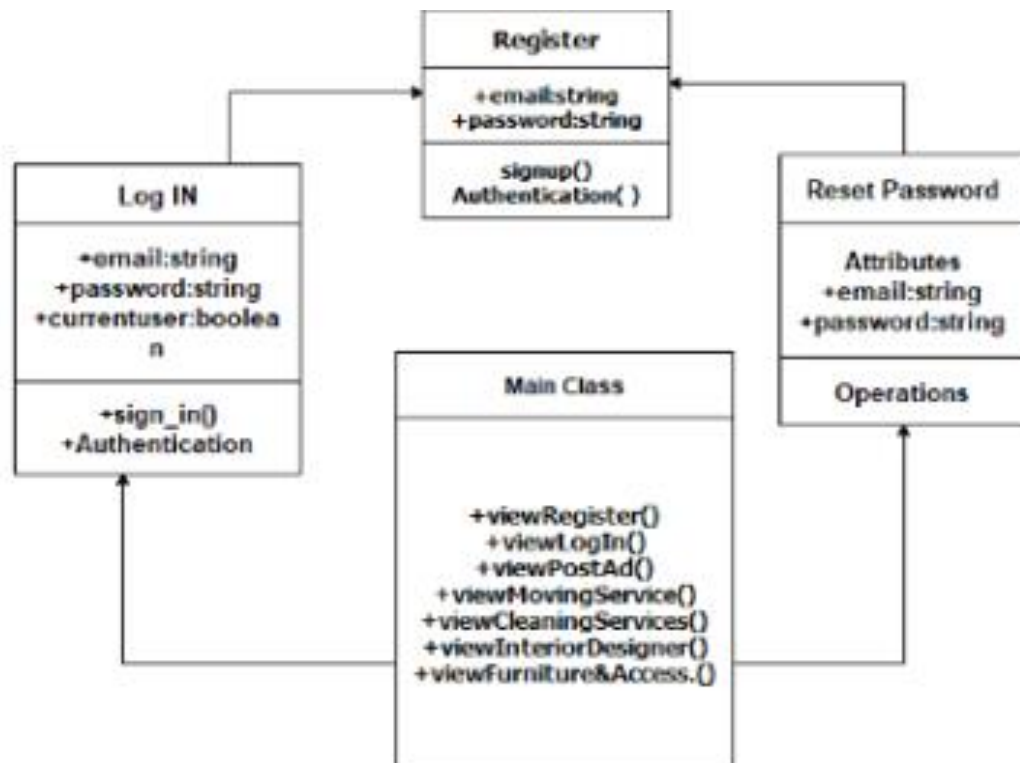 Register
+email:string
+password:string
signup()
Authentication( )
Log IN
+email:string
+password:string
+currentuser:boolea
n
+sign_in()
+Authentication
Reset Password
Attributes
+email:string
+password:string
Operations
Main Class
+viewRegister()
+viewLogIn()
+viewPostAd()
+viewMovingService()
+viewCleaningServices()
+viewInteriorDesigner()
+viewFurniture&Access.()